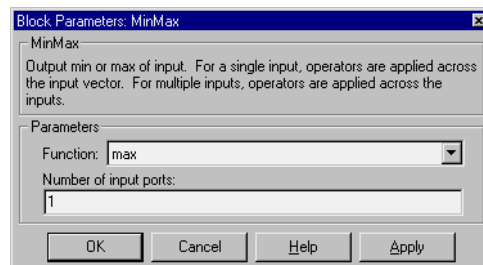 Block Parameters: MinMax
MinMax
Output min or max of input. For a single input, operators are applied across
the input vector. For multiple inputs, operators are applied across the
inputs.
Parameters
Function: max
Number of input ports:
1
OK Cancel Help Apply